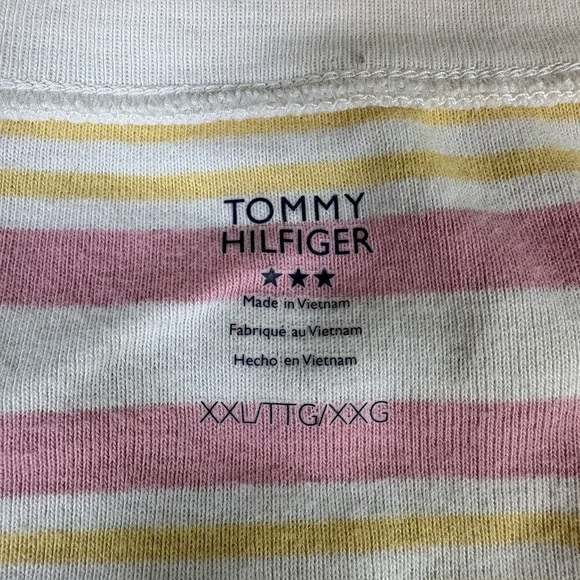 TOMMY
HILFIGER
Made in Vietnam
Fabriqué au Vietnam
Hecho en Vietnam
XXL/TTG/XXG